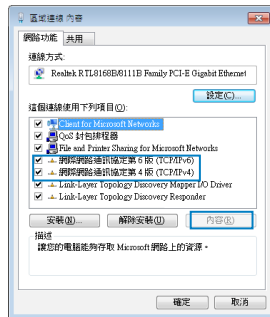 區域連線 內容
網路功能 共用
連線方式:
Realtek RTL8168B/8111B Family PCI-E Gigabit Ethernet
設定(C)...
這個連線使用下列項目(O):
Client for Microsoft Networks
QoS 封包排程器
File and Printer Sharing for Microsoft Networks
網際網路通訊協定第 6 版 (TCP/IPv6)
網際網路通訊協定第 4 版 (TCP/IPv4)
Link-Layer Topology Discovery Mapper I/O Driver
Link-Layer Topology Discovery Responder
安裝(N)... 解除安裝(U) 內容(R)
描述
讓您的電腦能夠存取 Microsoft 網路上的資源。
確定 取消